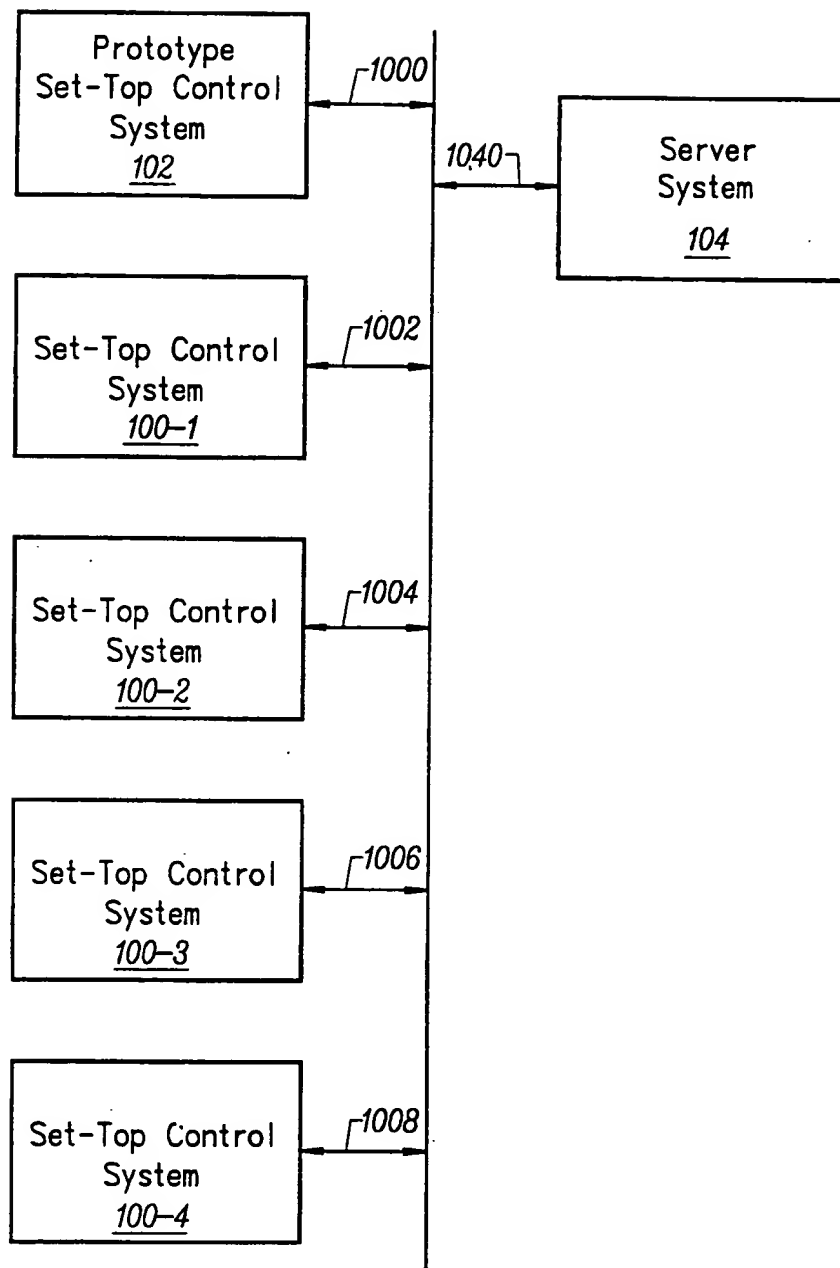 Prototype
Set-Top Control
System
102
1000
1040
Server
System
104
Set-Top Control
System
100-1
1002
Set-Top Control
System
100-2
1004
Set-Top Control
System
100-3
1006
Set-Top Control
System
100-4
1008